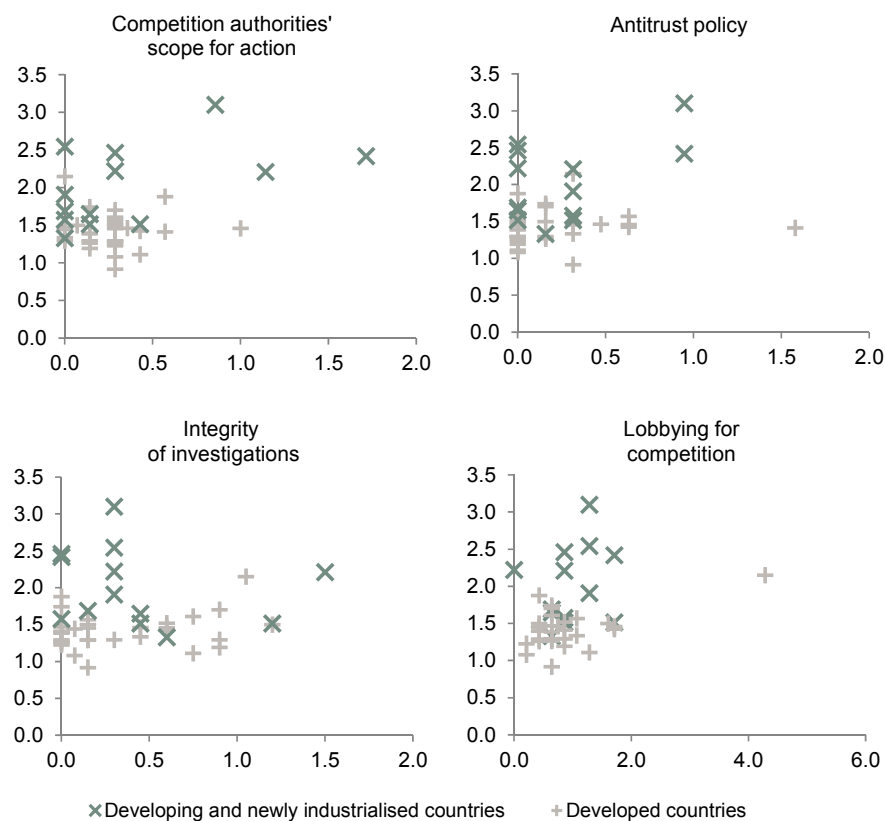 Competition authorities'
scope for action
3.5
3.0
2.5
2.0
1.5
1.0
0.5
0.0
0.0 0.5 1.0 1.5 2.0
Antitrust policy
3.5
3.0
2.5
2.0
1.5
1.0
0.5
0.0
0.0 0.5 1.0 1.5 2.0
Integrity
of investigations
3.5
3.0
2.5
2.0
1.5
1.0
0.5
0.0
0.0 0.5 1.0 1.5 2.0
Lobbying for
competition
3.5
3.0
2.5
2.0
1.5
1.0
0.5
0.0
0.0 2.0 4.0 6.0
Developing and newly industrialised countries Developed countries